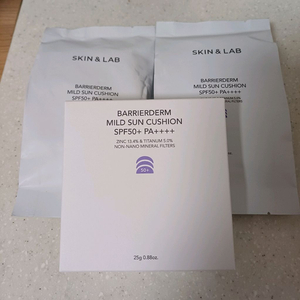 SKIN & LAB
BARRIERDERM
MILD SUN CUSHION
SPF50+ PA++++
SKIN & LAB
BARRIERDERM
MILD SUN CUSHION
SPF50+ PA++++
BARRIERDERM
MILD SUN CUSHION
SPF50+ PA++++
ZINC 15.4% & TITANUM 5.0%
NON-NANO MINERAL FILTERS
50+
25g 0.88oz.